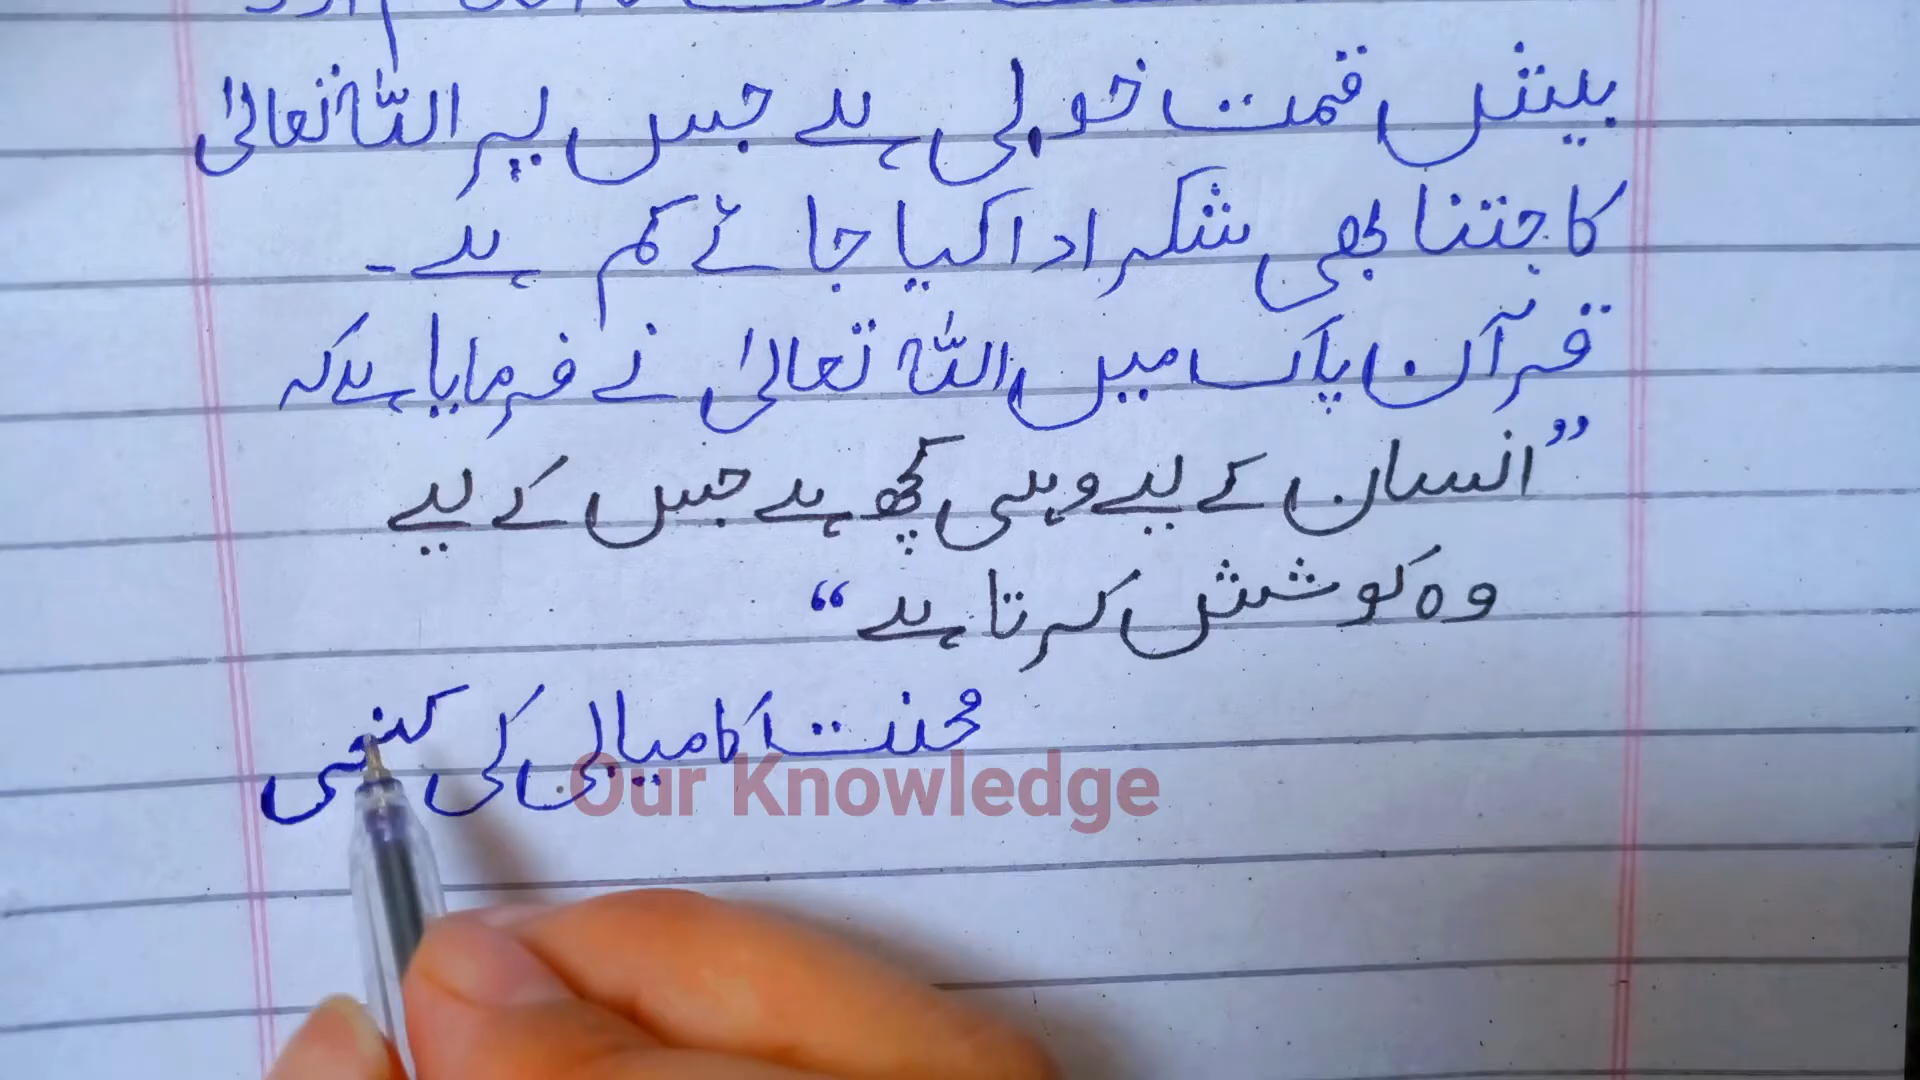 بیش قیمت خوبی ہے جس پر اللہ تعالیٰ
کا جتنا بھی شکر ادا کیا جائے کم ہے۔
قرآن پاک میں اللہ تعالیٰ نے فرمایا ہے کہ
”انسان کے لیے وہی کچھ ہے جس کے لیے
وہ کوشش کرتا ہے“
محنت کامیابی کی کنجی
Our Knowledge